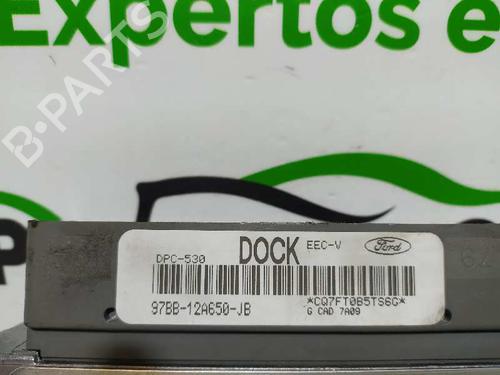 Expertos e
B-PARTS
DPC-530
DOCK
EEC-V
Ford
97BB-12A650-JB
*CQ7FT0B5TS6G*
G CAD 7A09